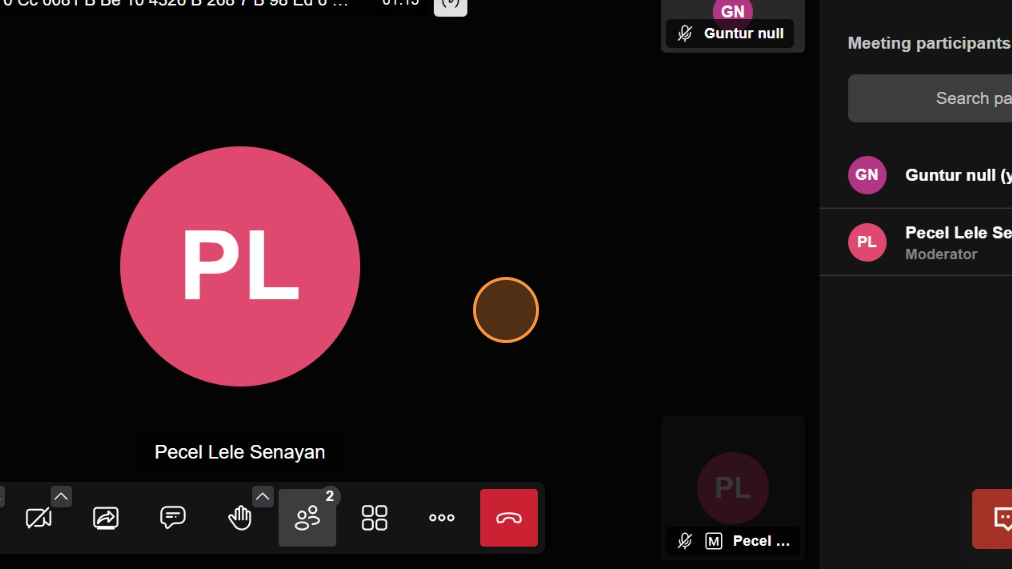 01:15
GN
Guntur null
Meeting participants
Search pa
GN
Guntur null (y
PL
Pecel Lele Se
Moderator
PL
Pecel Lele Senayan
2
PL
M Pecel ...